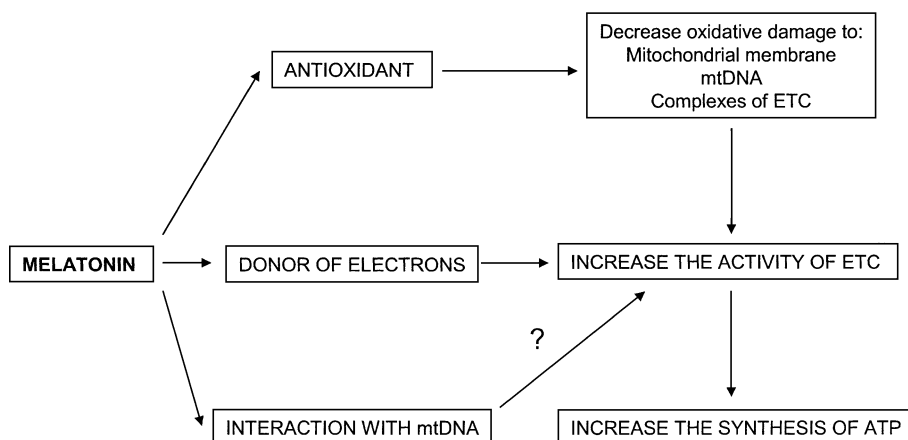 Decrease oxidative damage to:
Mitochondrial membrane
mtDNA
Complexes of ETC
ANTIOXIDANT
MELATONIN
DONOR OF ELECTRONS
INCREASE THE ACTIVITY OF ETC
?
INTERACTION WITH mtDNA
INCREASE THE SYNTHESIS OF ATP